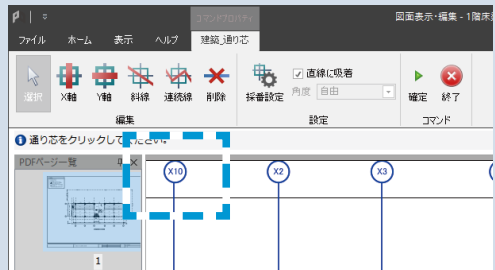 コマンドプロパティ
図面表示・編集 - 1階床
ファイル ホーム 表示 ヘルプ 建築_通り芯
選択 X軸 Y軸 斜線 連続線 削除 採番設定 直線に吸着 角度 自由 確定 終了
編集 設定 コマンド
通り芯をクリックしてください。
PDFページ一覧
X10 X2 X3
1